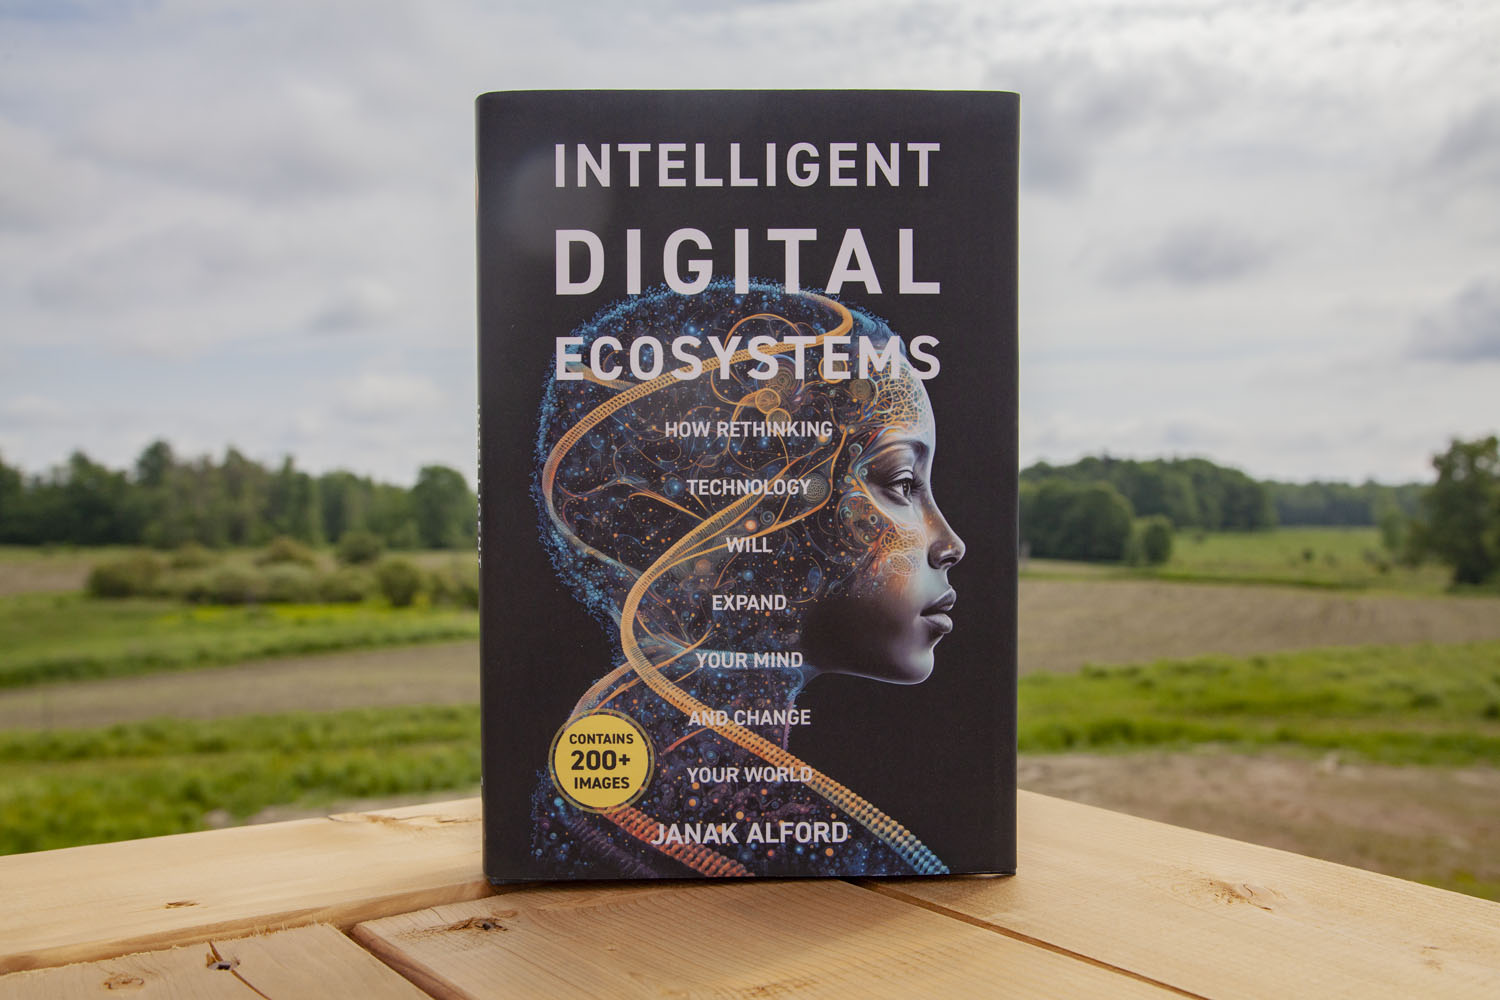 INTELLIGENT
DIGITAL
ECOSYSTEMS
HOW RETHINKING
TECHNOLOGY
WILL
EXPAND
YOUR MIND
AND CHANGE
YOUR WORLD
CONTAINS
200+
IMAGES
JANAK ALFORD